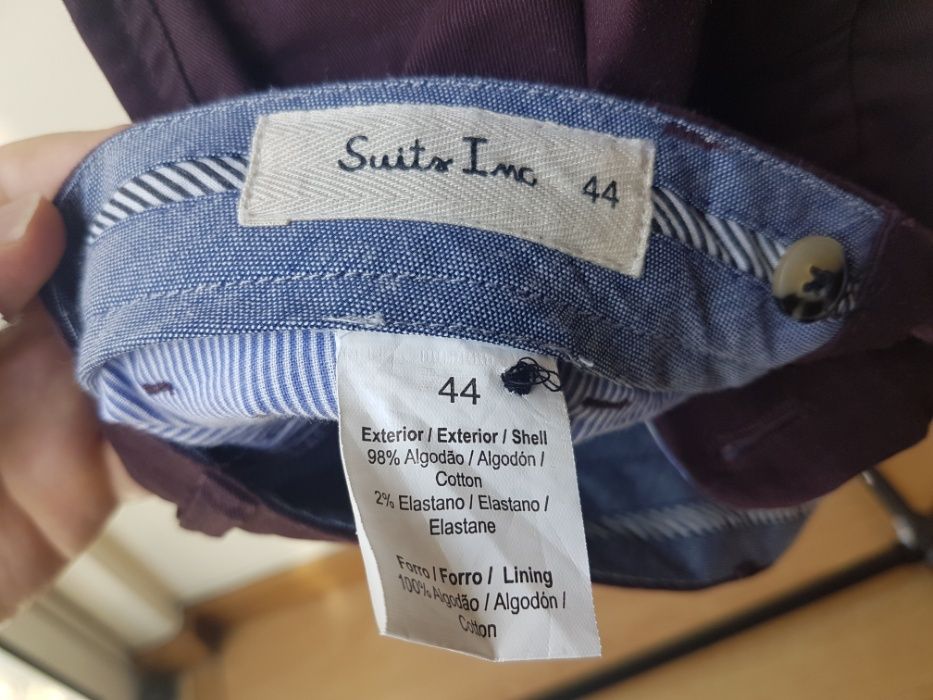 Suits Inc 44
44
Exterior / Exterior / Shell
98% Algodão / Algodón /
Cotton
2% Elastano / Elastano /
Elastane
Forro / Forro / Lining
100% Algodão / Algodón /
Cotton